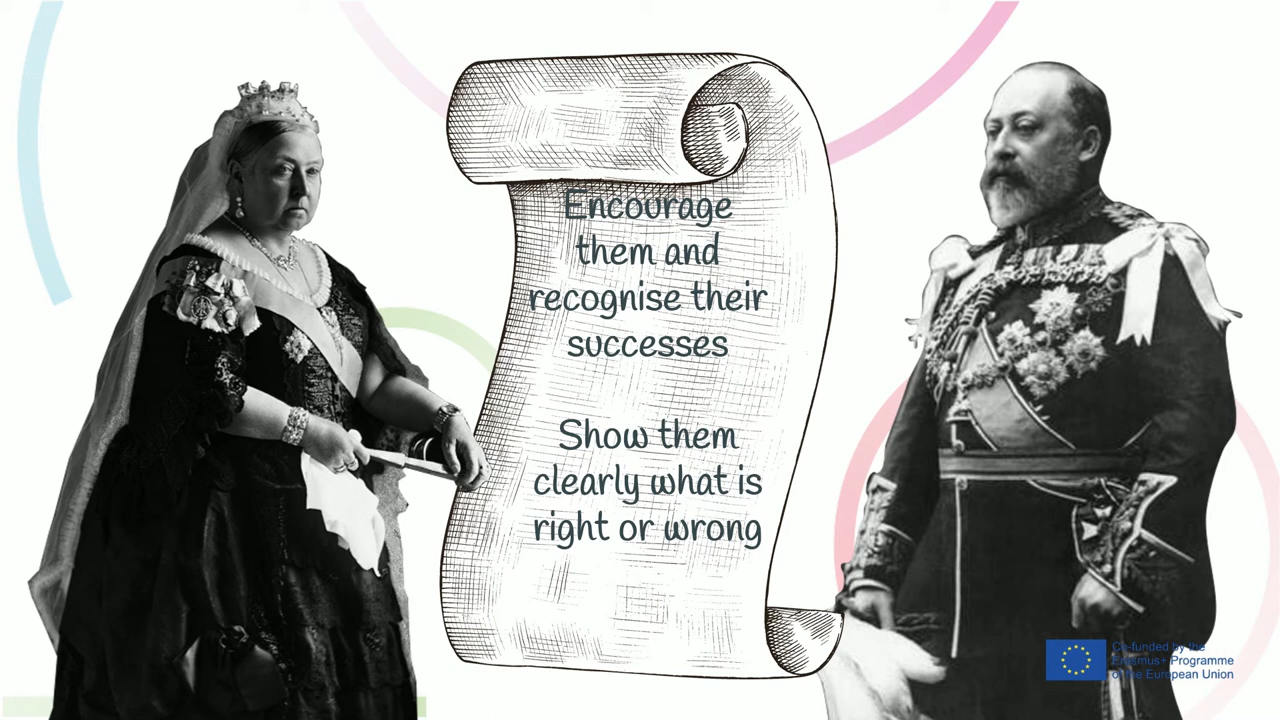 Encourage
them and
recognise their
successes
Show them
clearly what is
right or wrong
Co-funded by the
Erasmus+ Programme
of the European Union